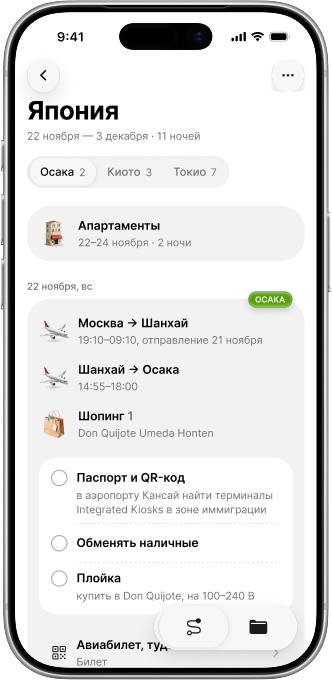 9:41
Япония
22 ноября — 3 декабря · 11 ночей
Осака 2 Киото 3 Токио 7
Апартаменты
22–24 ноября · 2 ночи
22 ноября, вс
ОСАКА
Москва → Шанхай
19:10–09:10, отправление 21 ноября
Шанхай → Осака
14:55–18:00
Шопинг 1
Don Quijote Umeda Honten
Паспорт и QR-код
в аэропорту Кансай найти терминалы
Integrated Kiosks в зоне иммиграции
Обменять наличные
Плойка
купить в Don Quijote, на 100–240 В
Авиабилет,
Билет